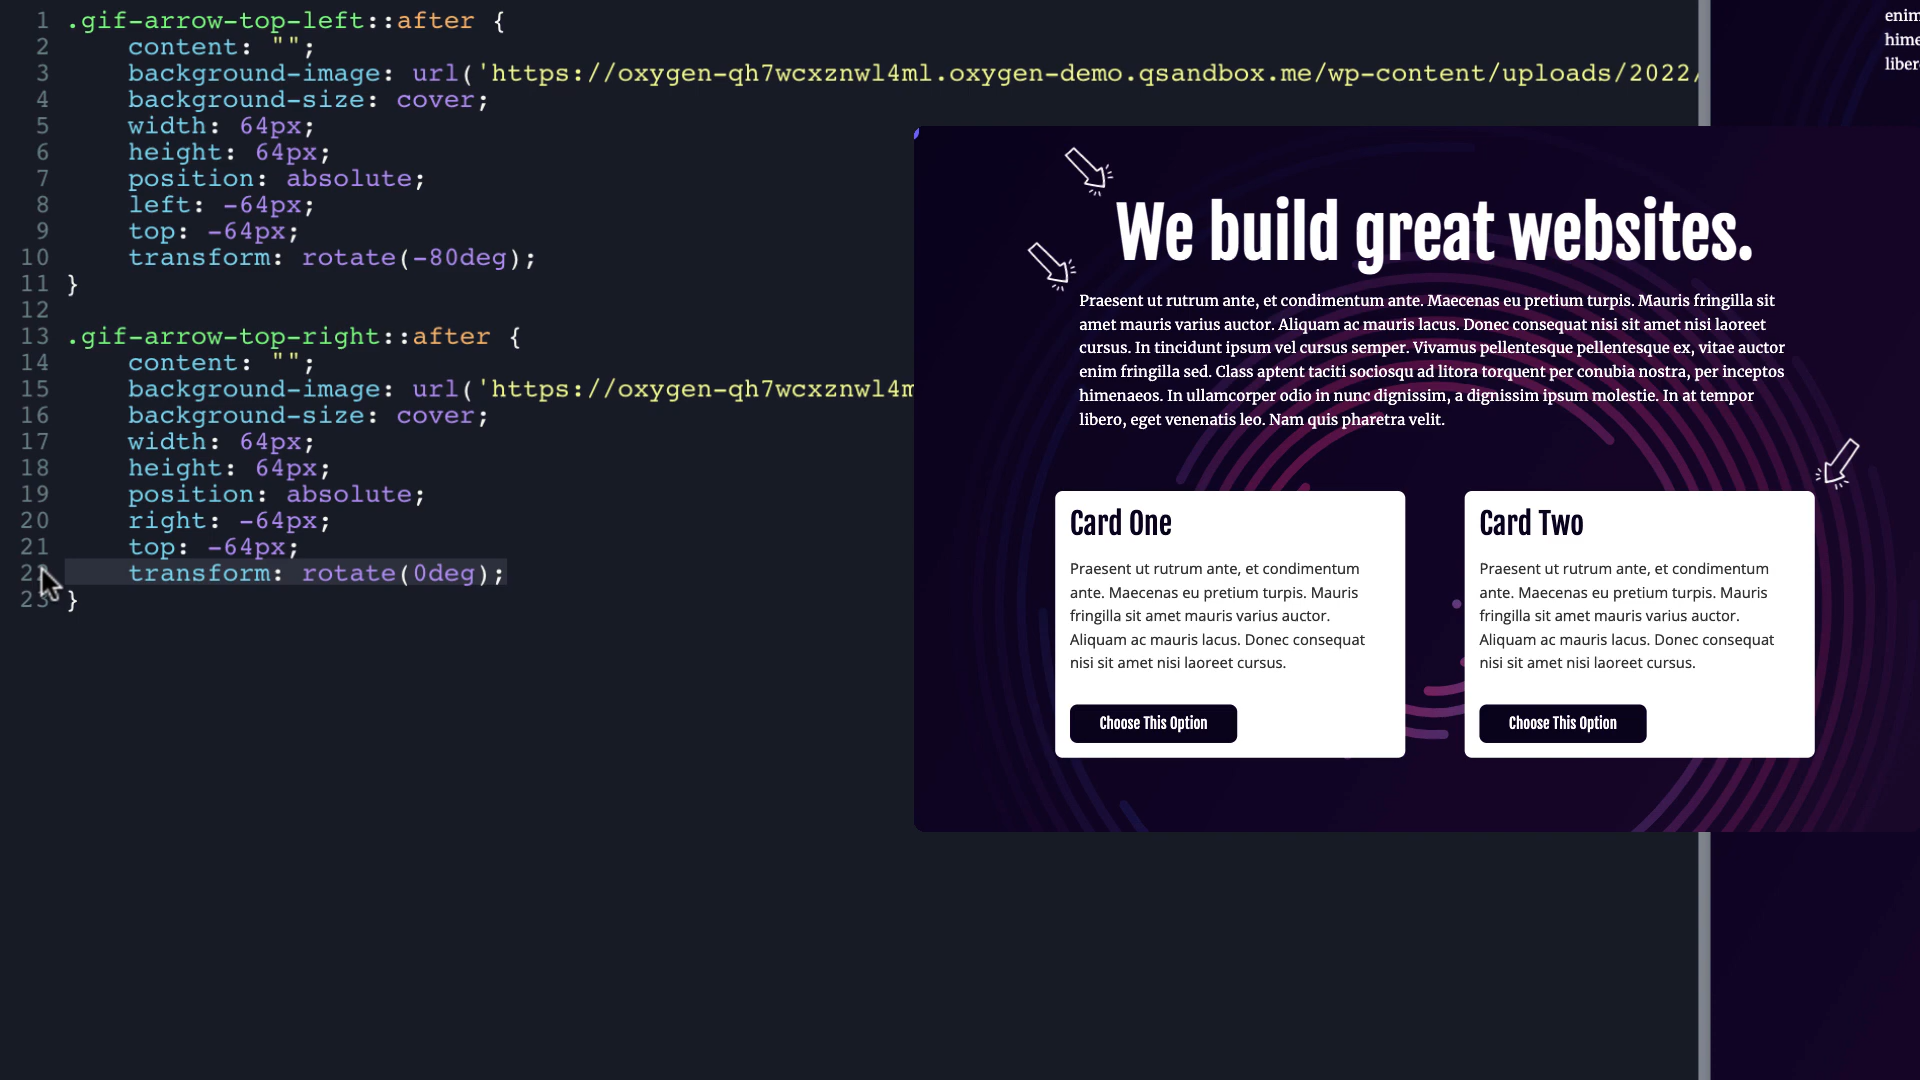 1 .gif-arrow-top-left::after {
2 content: "";
3 background-image: url('https://oxygen-qh7wcxznwl4ml.oxygen-demo.qsandbox.me/wp-content/uploads/2022/
4 background-size: cover;
5 width: 64px;
6 height: 64px;
7 position: absolute;
8 left: -64px;
9 top: -64px;
10 transform: rotate(-80deg);
11 }
12
13 .gif-arrow-top-right::after {
14 content: "";
15 background-image: url('https://oxygen-qh7wcxznwl4m
16 background-size: cover;
17 width: 64px;
18 height: 64px;
19 position: absolute;
20 right: -64px;
21 top: -64px;
22 transform: rotate(0deg);
23 }
enim
hime
liber
We build great websites.
Praesent ut rutrum ante, et condimentum ante. Maecenas eu pretium turpis. Mauris fringilla sit
amet mauris varius auctor. Aliquam ac mauris lacus. Donec consequat nisi sit amet nisi laoreet
cursus. In tincidunt ipsum vel cursus semper. Vivamus pellentesque pellentesque ex, vitae auctor
enim fringilla sed. Class aptent taciti sociosqu ad litora torquent per conubia nostra, per inceptos
himenaeos. In ullamcorper odio in nunc dignissim, a dignissim ipsum molestie. In at tempor
libero, eget venenatis leo. Nam quis pharetra velit.
Card One
Praesent ut rutrum ante, et condimentum
ante. Maecenas eu pretium turpis. Mauris
fringilla sit amet mauris varius auctor.
Aliquam ac mauris lacus. Donec consequat
nisi sit amet nisi laoreet cursus.
Choose This Option
Card Two
Praesent ut rutrum ante, et condimentum
ante. Maecenas eu pretium turpis. Mauris
fringilla sit amet mauris varius auctor.
Aliquam ac mauris lacus. Donec consequat
nisi sit amet nisi laoreet cursus.
Choose This Option